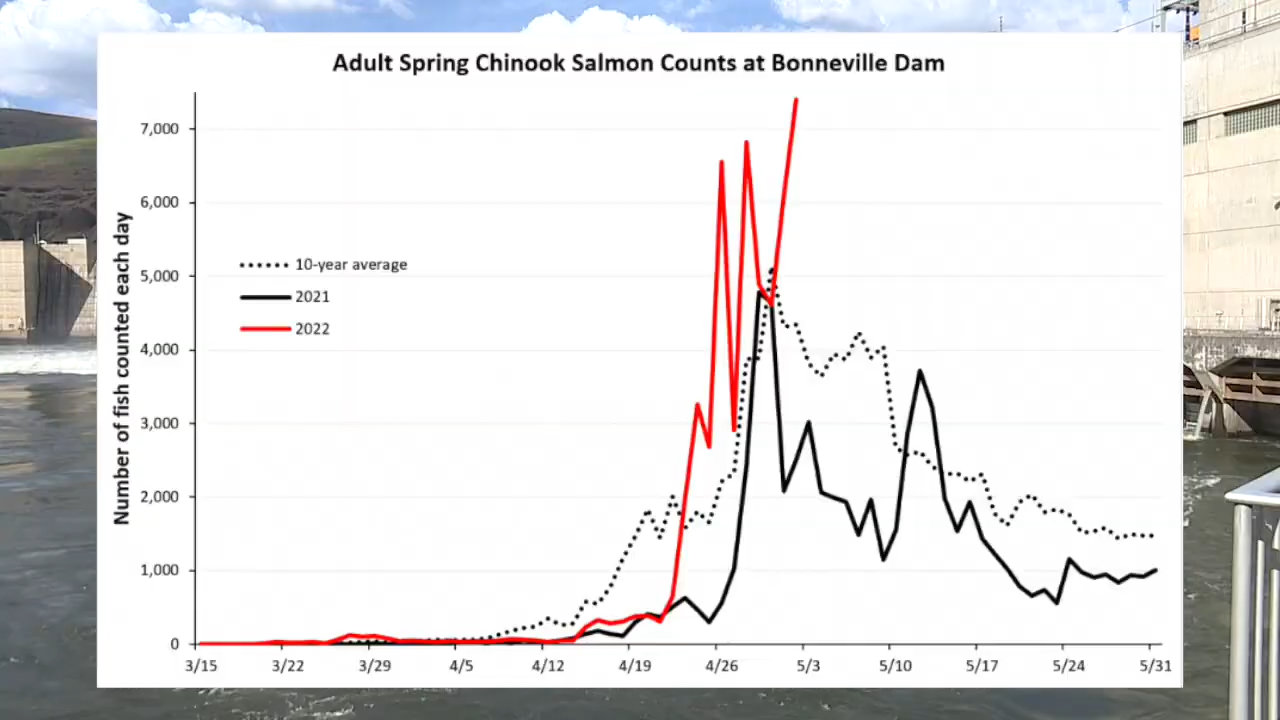 Adult Spring Chinook Salmon Counts at Bonneville Dam
Number of fish counted each day
7,000
6,000
5,000
4,000
3,000
2,000
1,000
0
10-year average
2021
2022
3/15 3/22 3/29 4/5 4/12 4/19 4/26 5/3 5/10 5/17 5/24 5/31